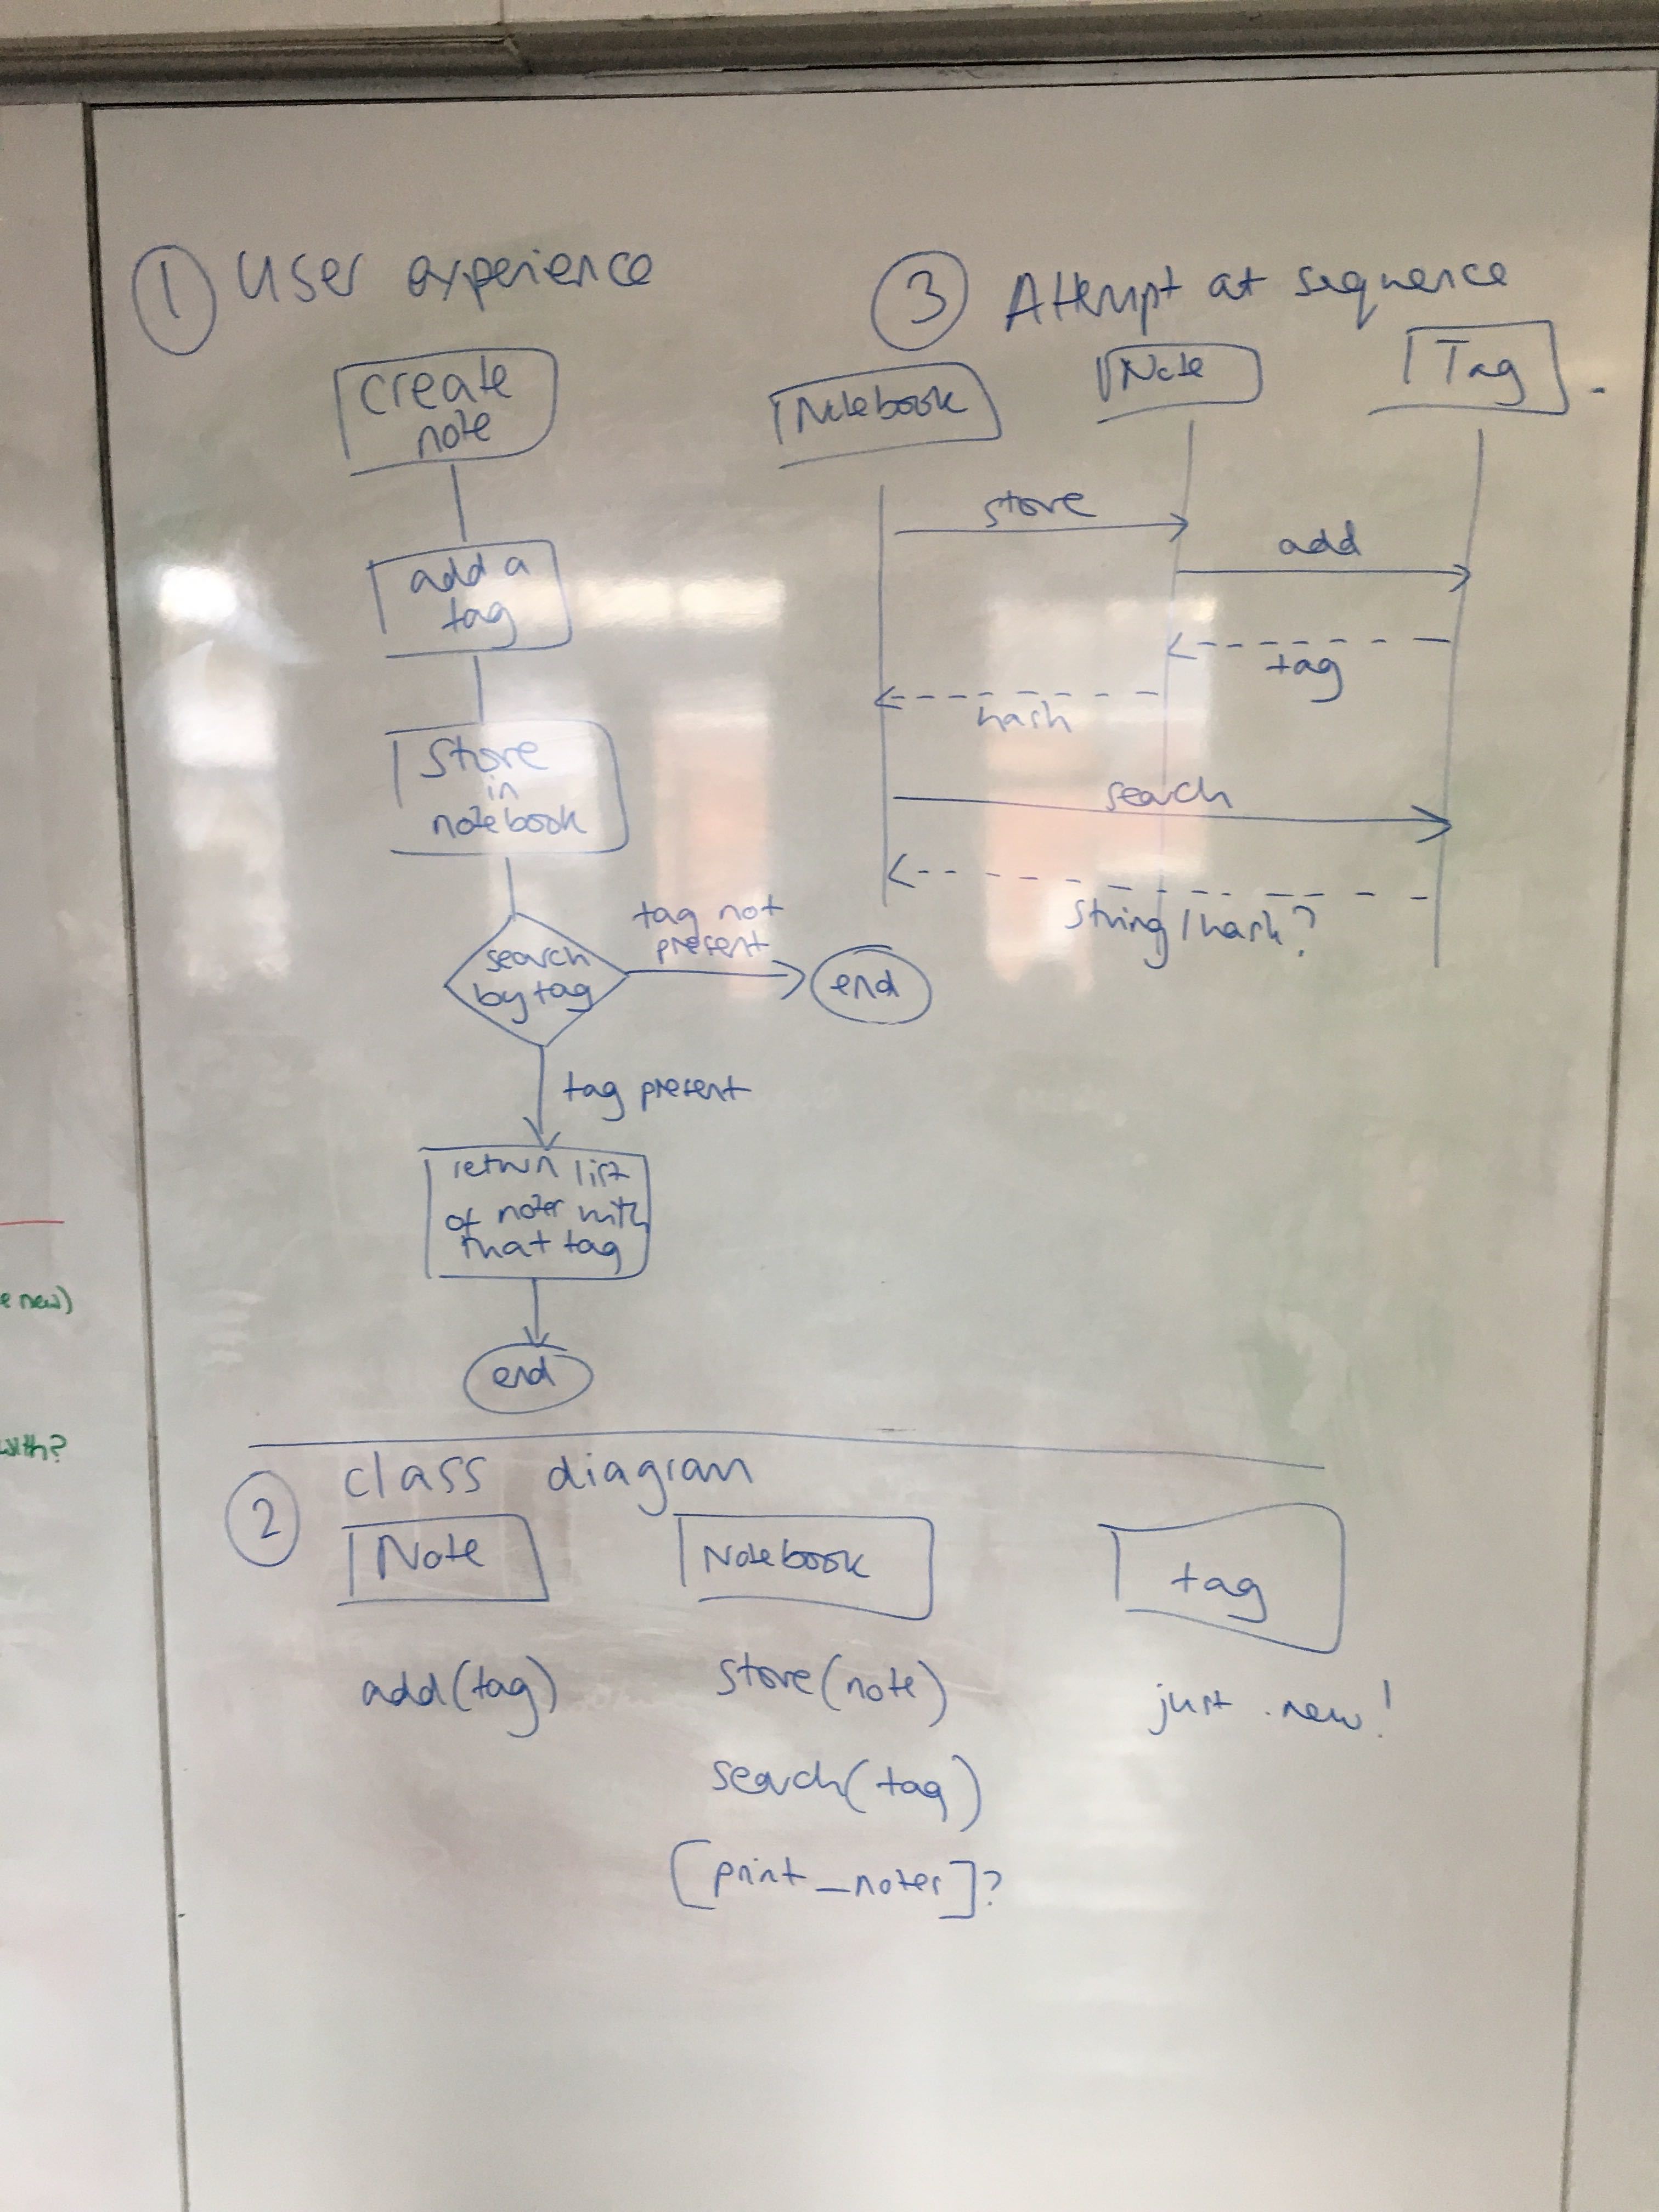 ① User experience
create
note
add a
tag
store
in
notebook
search
by tag
tag not
present
end
tag present
return list
of notes with
that tag
end
③ Attempt at sequence
Notebook
Note
Tag
store
add
tag
hash
search
string/hash?
② class diagram
Note
add(tag)
Notebook
store(note)
search(tag)
[print_notes]?
tag
just .new!
new)
with?